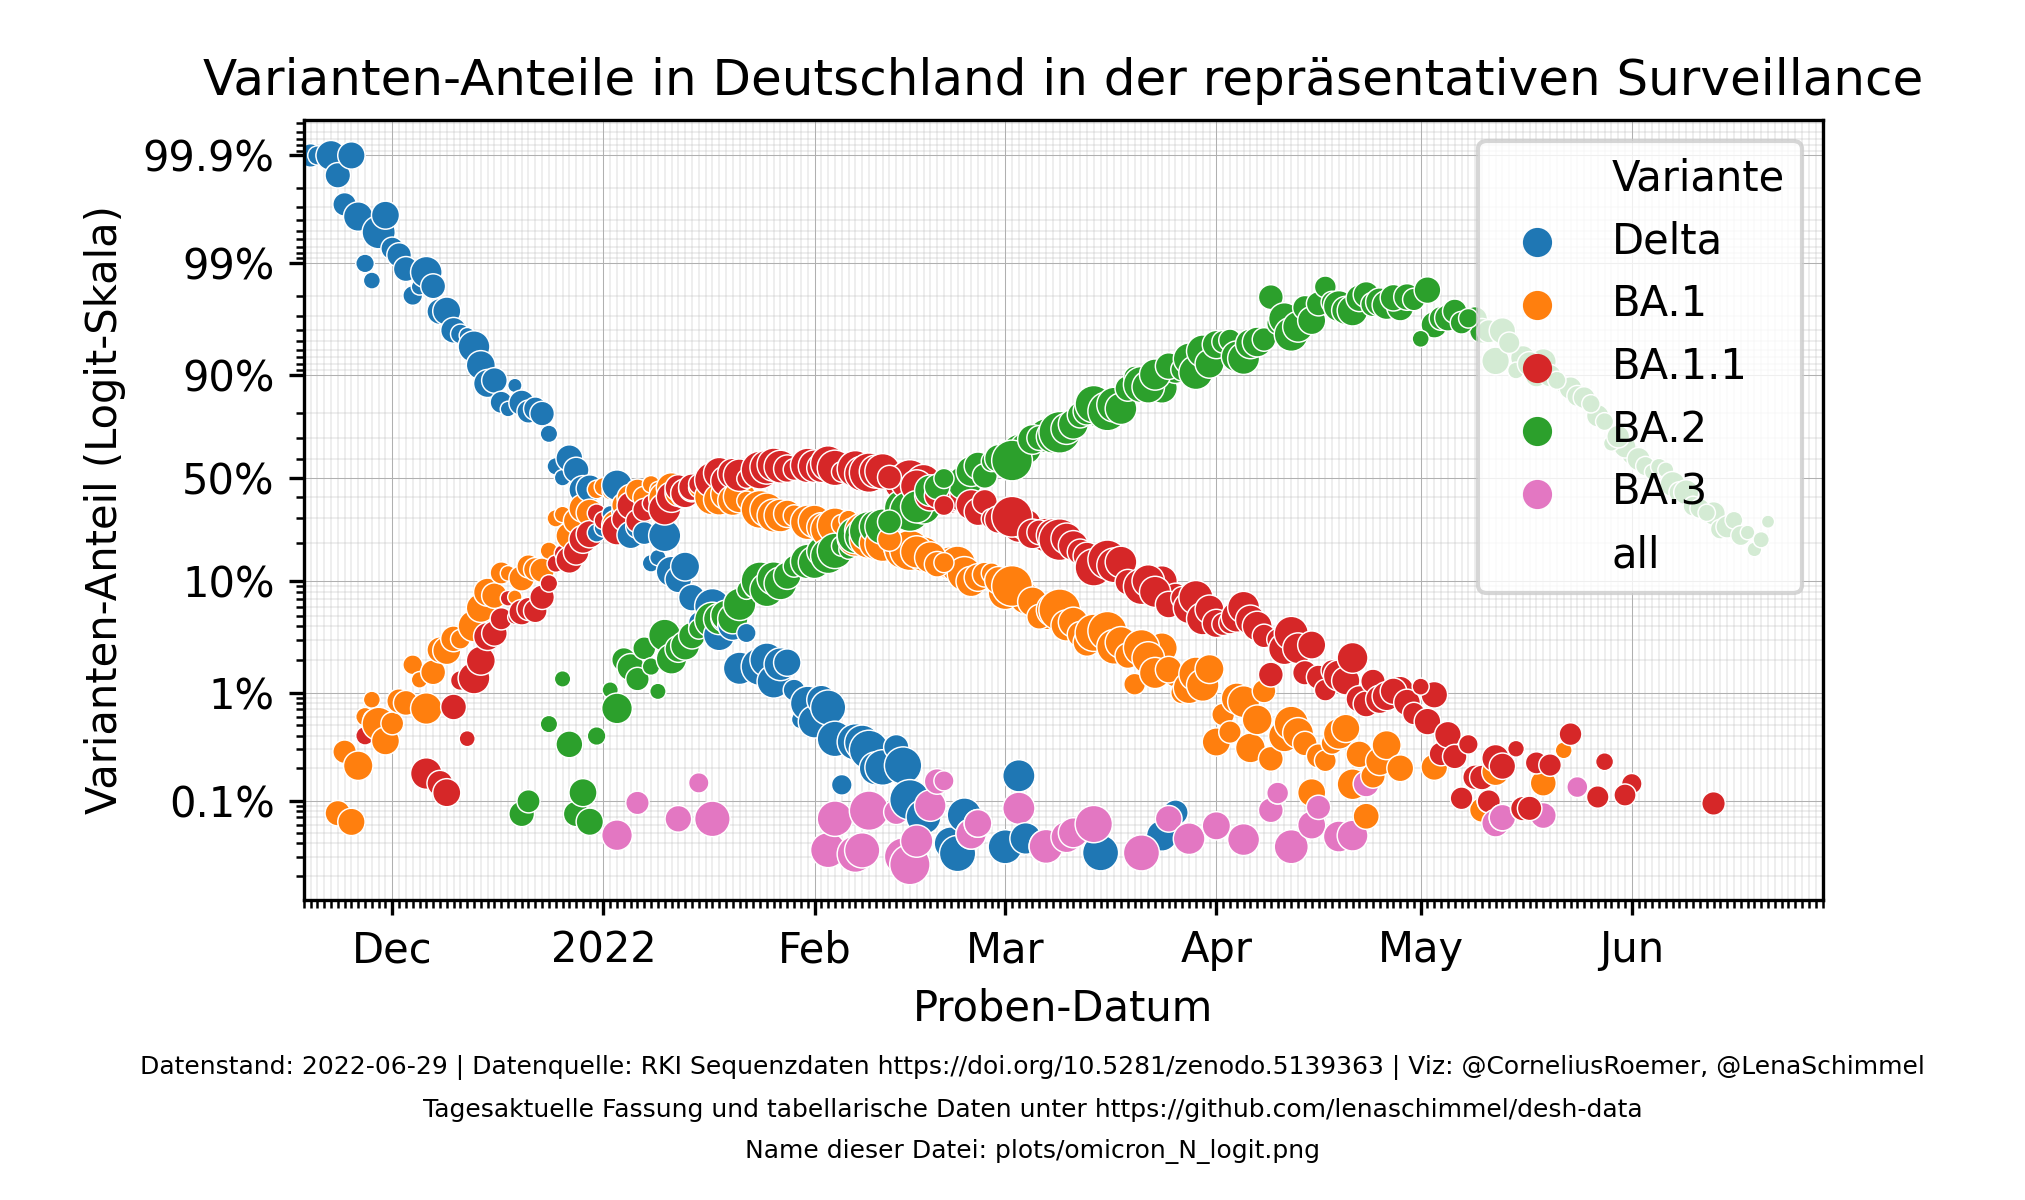 Varianten-Anteile in Deutschland in der repräsentativen Surveillance
Varianten-Anteil (Logit-Skala)
99.9%
99%
90%
50%
10%
1%
0.1%
Variante
Delta
BA.1
BA.1.1
BA.2
BA.3
all
Dec 2022 Feb Mar Apr May Jun
Proben-Datum
Datenstand: 2022-06-29 | Datenquelle: RKI Sequenzdaten https://doi.org/10.5281/zenodo.5139363 | Viz: @CorneliusRoemer, @LenaSchimmel
Tagesaktuelle Fassung und tabellarische Daten unter https://github.com/lenaschimmel/desh-data
Name dieser Datei: plots/omicron_N_logit.png